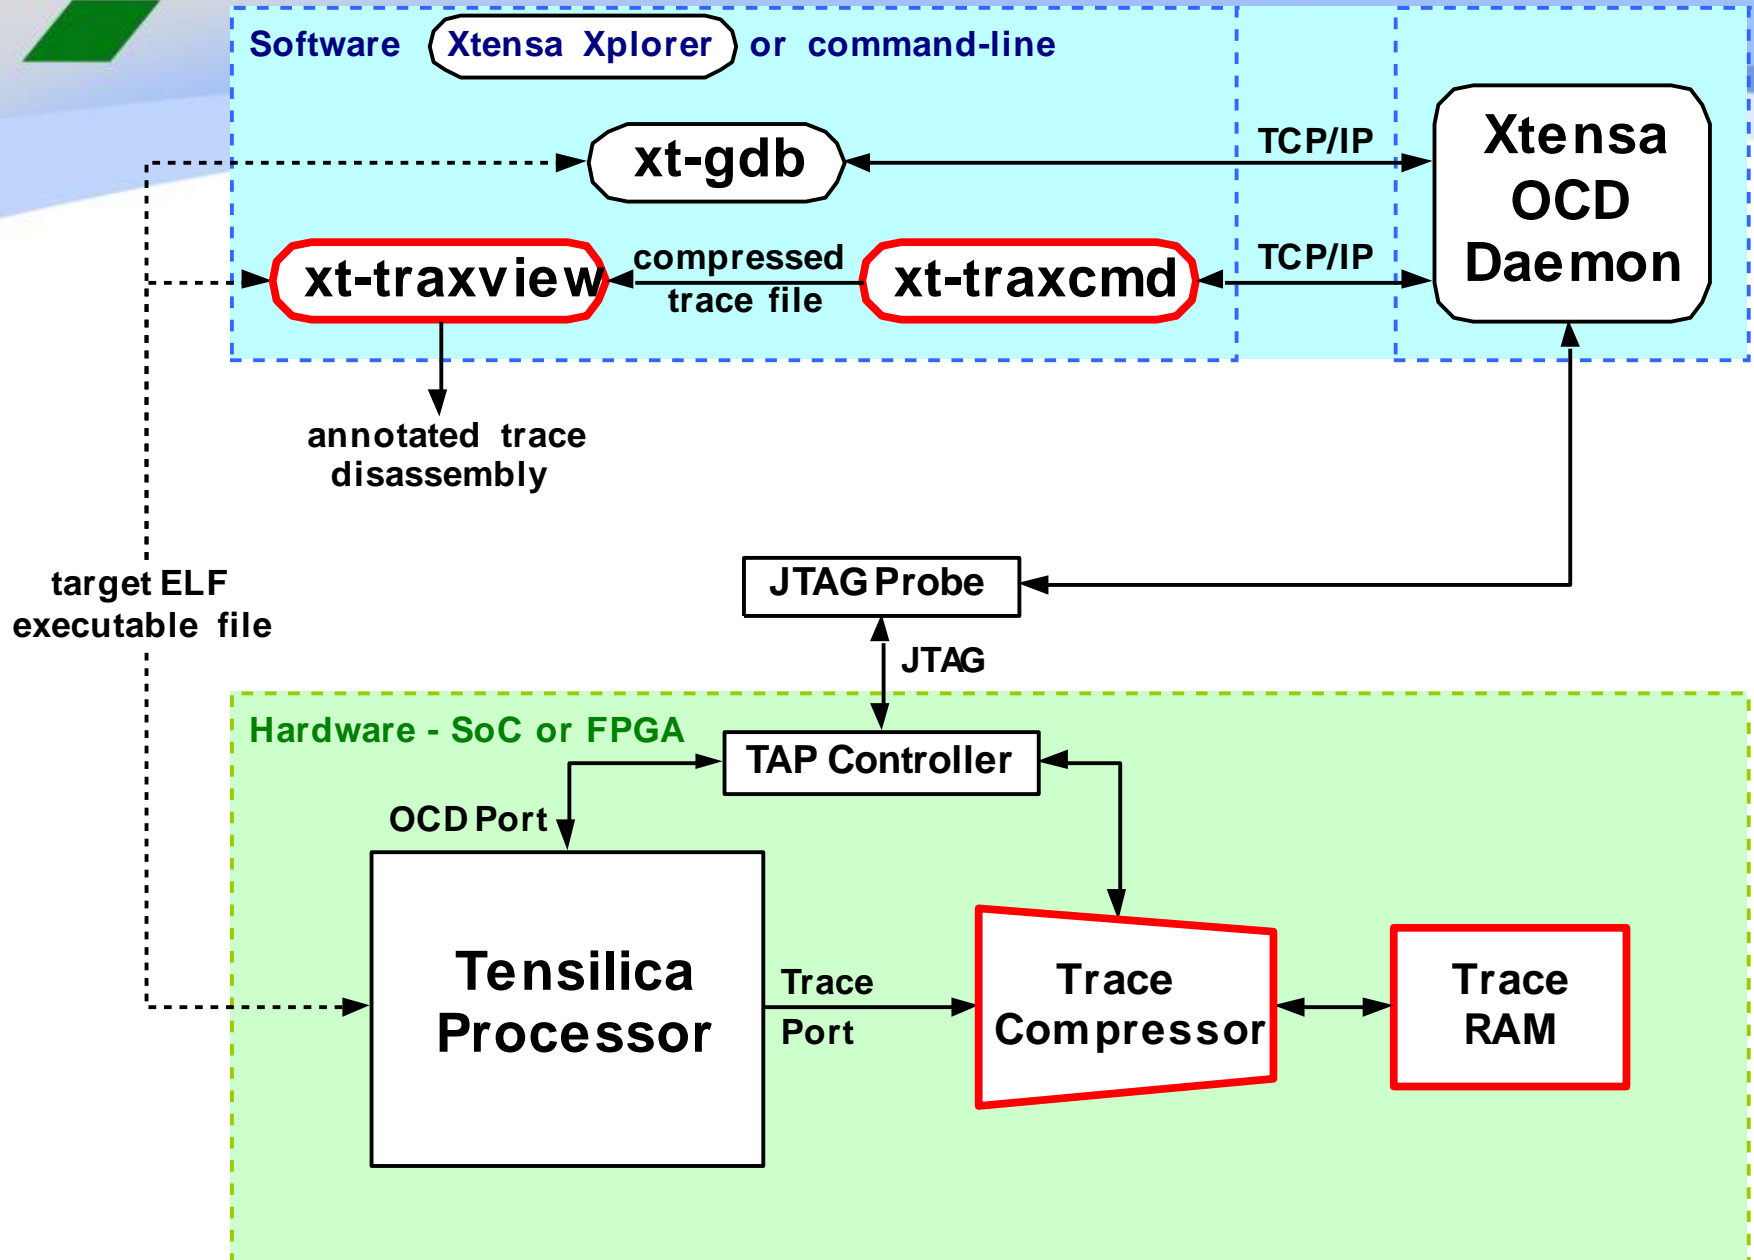 Software Xtensa Xplorer or command-line
xt-gdb
TCP/IP
Xtensa
OCD
Daemon
xt-traxview
compressed
trace file
xt-traxcmd
TCP/IP
annotated trace
disassembly
target ELF
executable file
JTAG Probe
JTAG
Hardware - SoC or FPGA
TAP Controller
OCD Port
Tensilica
Processor
Trace
Port
Trace
Compressor
Trace
RAM